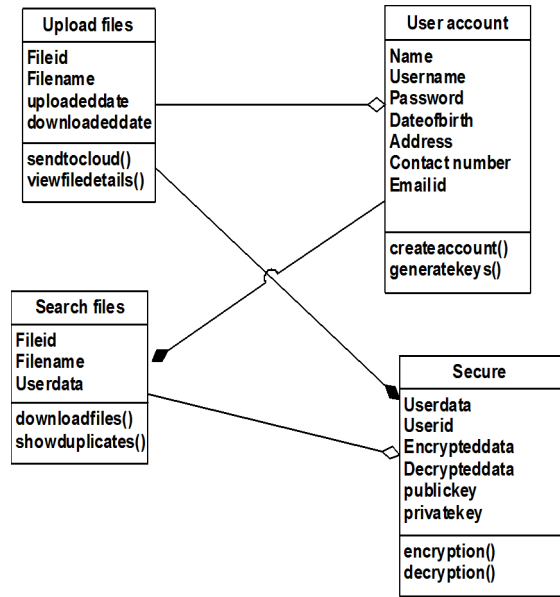 Upload files
Fileid
Filename
uploadeddate
downloadeddate
sendtocloud()
viewfiledetails()
User account
Name
Username
Password
Dateofbirth
Address
Contact number
Emailid
createaccount()
generatekeys()
Search files
Fileid
Filename
Userdata
downloadfiles()
showduplicates()
Secure
Userdata
Userid
Encrypteddata
Decrypteddata
publickey
privatekey
encryption()
decryption()